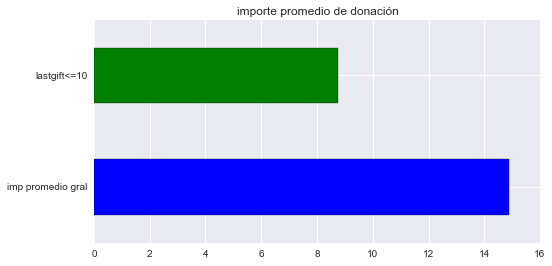 importe promedio de donación
lastgift<=10
imp promedio gral
0 2 4 6 8 10 12 14 16